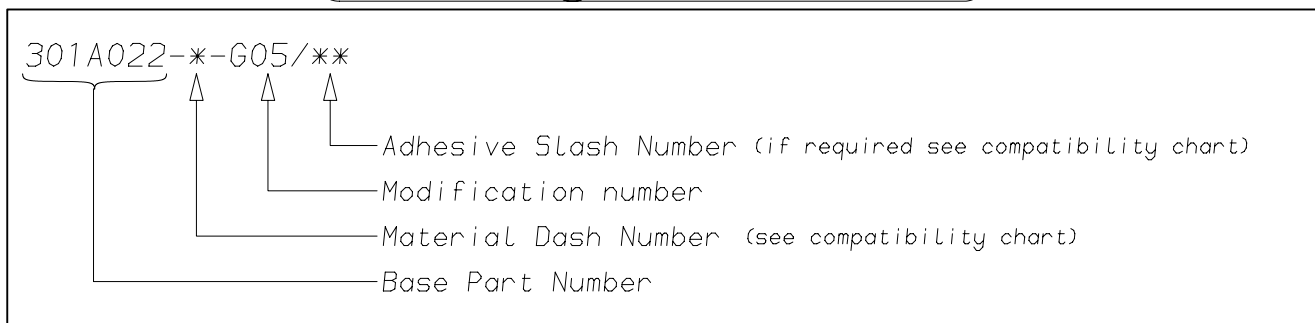 301A022-*-G05/**
Adhesive Slash Number (if required see compatibility chart)
Modification number
Material Dash Number (see compatibility chart)
Base Part Number